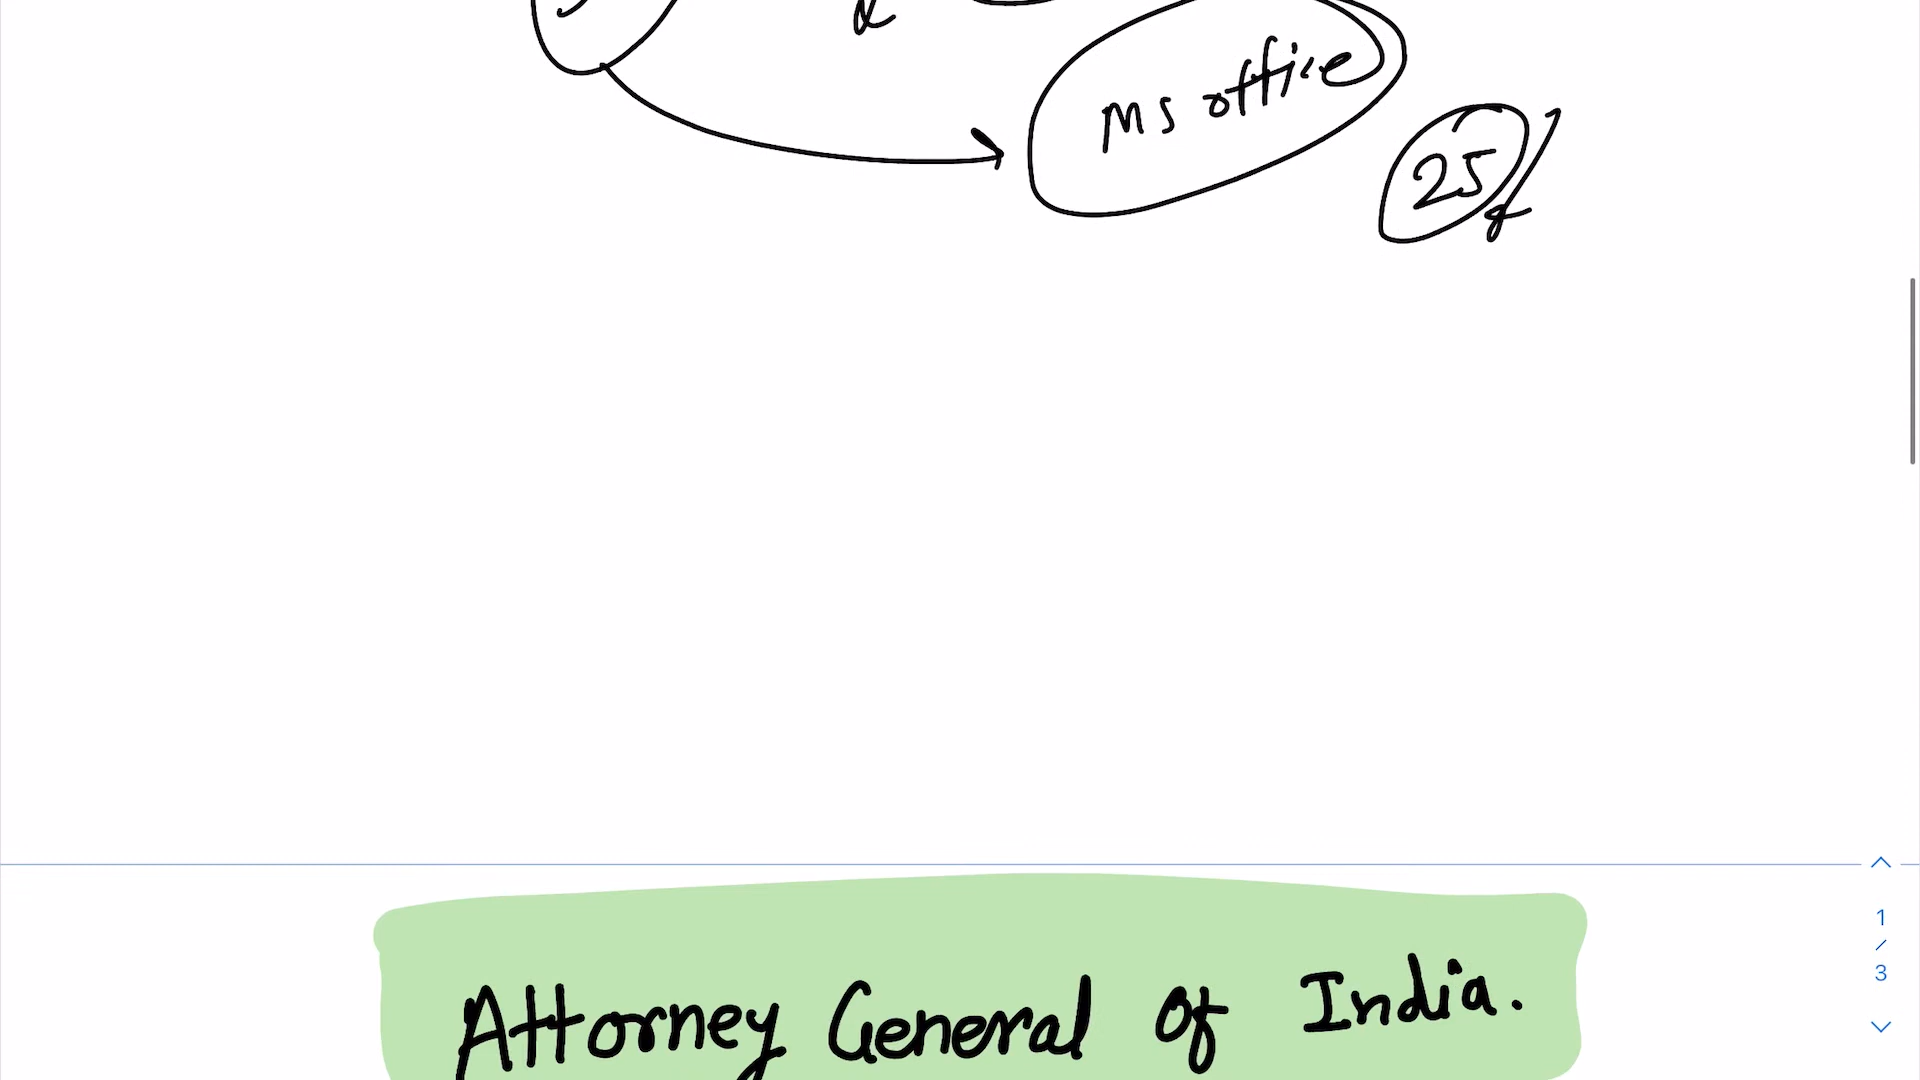 MS office
25
Attorney General of India.
1
/
3